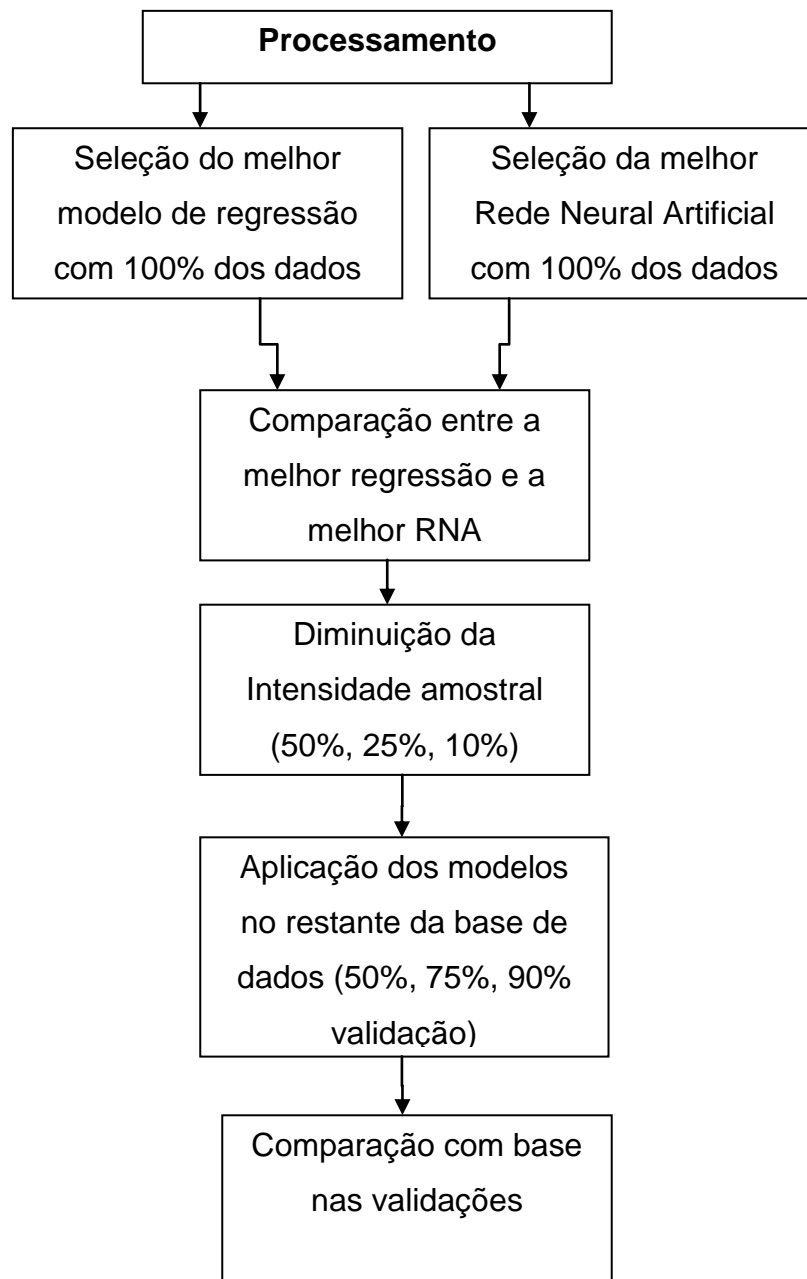 Processamento
Seleção do melhor
modelo de regressão
com 100% dos dados
Seleção da melhor
Rede Neural Artificial
com 100% dos dados
Comparação entre a
melhor regressão e a
melhor RNA
Diminuição da
Intensidade amostral
(50%, 25%, 10%)
Aplicação dos modelos
no restante da base de
dados (50%, 75%, 90%
validação)
Comparação com base
nas validações